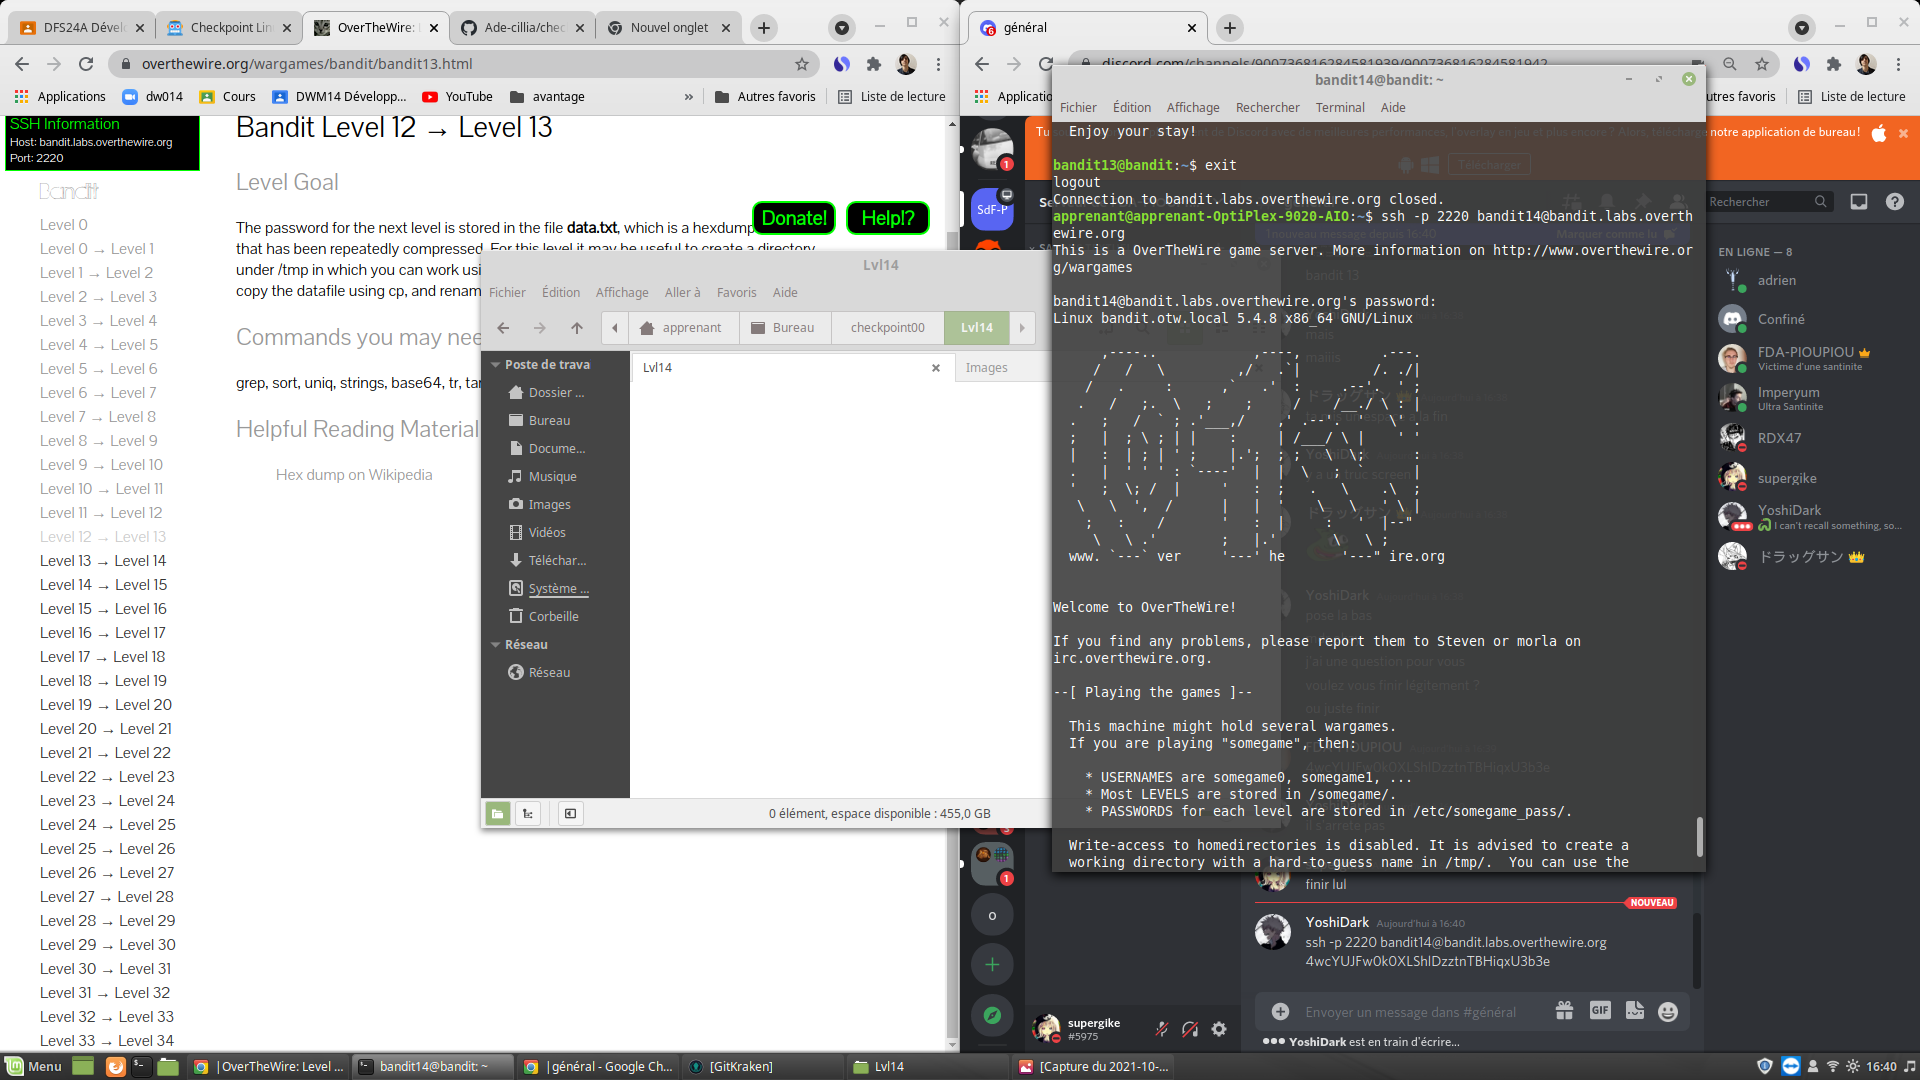 DFS24A Dével
Checkpoint Lin
OverTheWire: L
Ade-cillia/chec
Nouvel onglet
overthewire.org/wargames/bandit/bandit13.html
Applications
dw014
Cours
DWM14 Développ...
YouTube
avantage
»
Autres favoris
Liste de lecture
SSH Information
Host: bandit.labs.overthewire.org
Port: 2220
Bandit
Level 0
Level 0 → Level 1
Level 1 → Level 2
Level 2 → Level 3
Level 3 → Level 4
Level 4 → Level 5
Level 5 → Level 6
Level 6 → Level 7
Level 7 → Level 8
Level 8 → Level 9
Level 9 → Level 10
Level 10 → Level 11
Level 11 → Level 12
Level 12 → Level 13
Level 13 → Level 14
Level 14 → Level 15
Level 15 → Level 16
Level 16 → Level 17
Level 17 → Level 18
Level 18 → Level 19
Level 19 → Level 20
Level 20 → Level 21
Level 21 → Level 22
Level 22 → Level 23
Level 23 → Level 24
Level 24 → Level 25
Level 25 → Level 26
Level 26 → Level 27
Level 27 → Level 28
Level 28 → Level 29
Level 29 → Level 30
Level 30 → Level 31
Level 31 → Level 32
Level 32 → Level 33
Level 33 → Level 34
Bandit Level 12 → Level 13
Level Goal
Donate!
Help!?
The password for the next level is stored in the file data.txt, which is a hexdump
that has been repeatedly compressed. For this level it may be useful to create a directory
under /tmp in which you can work usi
copy the datafile using cp, and renam
Commands you may nee
grep, sort, uniq, strings, base64, tr, tar
Helpful Reading Material
Hex dump on Wikipedia
Lvl14
Fichier Édition Affichage Aller à Favoris Aide
apprenant
Bureau
checkpoint00
Lvl14
Poste de trava
Dossier ...
Bureau
Docume...
Musique
Images
Vidéos
Téléchar...
Système ...
Corbeille
Réseau
Réseau
Lvl14
Images
0 élément, espace disponible : 455,0 GB
général
discord.com/channels/900736816284581939/900736816284581942
Applicatio
utres favoris
Liste de lecture
notre application de bureau !
Télécharger
bandit14@bandit: ~
Fichier Édition Affichage Rechercher Terminal Aide
Enjoy your stay!
bandit13@bandit:~$ exit
logout
Connection to bandit.labs.overthewire.org closed.
apprenant@apprenant-OptiPlex-9020-AIO:~$ ssh -p 2220 bandit14@bandit.labs.overth
ewire.org
This is a OverTheWire game server. More information on http://www.overthewire.or
g/wargames
bandit14@bandit.labs.overthewire.org's password:
Linux bandit.otw.local 5.4.8 x86_64 GNU/Linux
www. ver he ire.org
Welcome to OverTheWire!
If you find any problems, please report them to Steven or morla on
irc.overthewire.org.
--[ Playing the games ]--
This machine might hold several wargames.
If you are playing "somegame", then:
* USERNAMES are somegame0, somegame1, ...
* Most LEVELS are stored in /somegame/.
* PASSWORDS for each level are stored in /etc/somegame_pass/.
Write-access to homedirectories is disabled. It is advised to create a
working directory with a hard-to-guess name in /tmp/. You can use the
SdF-P
1
1
o
Rechercher
EN LIGNE — 8
adrien
Confiné
FDA-PIOUPIOU
Victime d'une santinite
Imperyum
Ultra Santinite
RDX47
supergike
YoshiDark
I can't recall something, so...
ドラッグサン
finir lul
NOUVEAU
YoshiDark Aujourd'hui à 16:40
ssh -p 2220 bandit14@bandit.labs.overthewire.org
4wcYUJFw0k0XLShlDzztnTBHiqxU3b3e
Envoyer un message dans #général
GIF
YoshiDark est en train d'écrire...
supergike
#5975
Menu
|OverTheWire: Level ...
bandit14@bandit: ~
|général - Google Ch...
[GitKraken]
Lvl14
[Capture du 2021-10-...
16:40